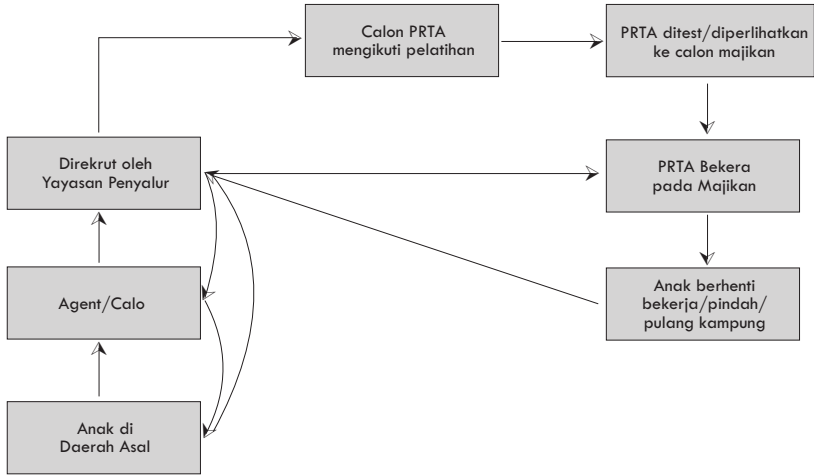 Calon PRTA
mengikuti pelatihan
PRTA ditest/diperlihatkan
ke calon majikan
Direkrut oleh
Yayasan Penyalur
PRTA Bekera
pada Majikan
Agent/Calo
Anak berhenti
bekerja/pindah/
pulang kampung
Anak di
Daerah Asal